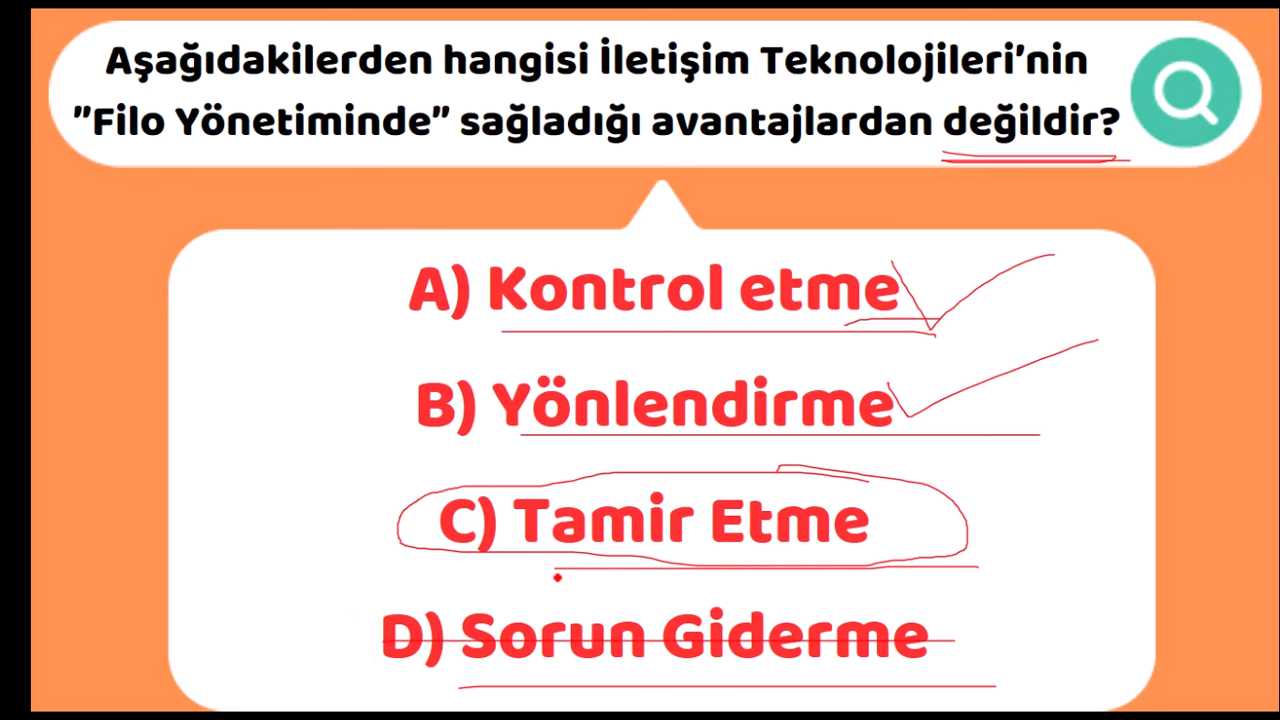 Aşağıdakilerden hangisi İletişim Teknolojileri’nin
”Filo Yönetiminde” sağladığı avantajlardan değildir?
A) Kontrol etme
B) Yönlendirme
C) Tamir Etme
D) Sorun Giderme